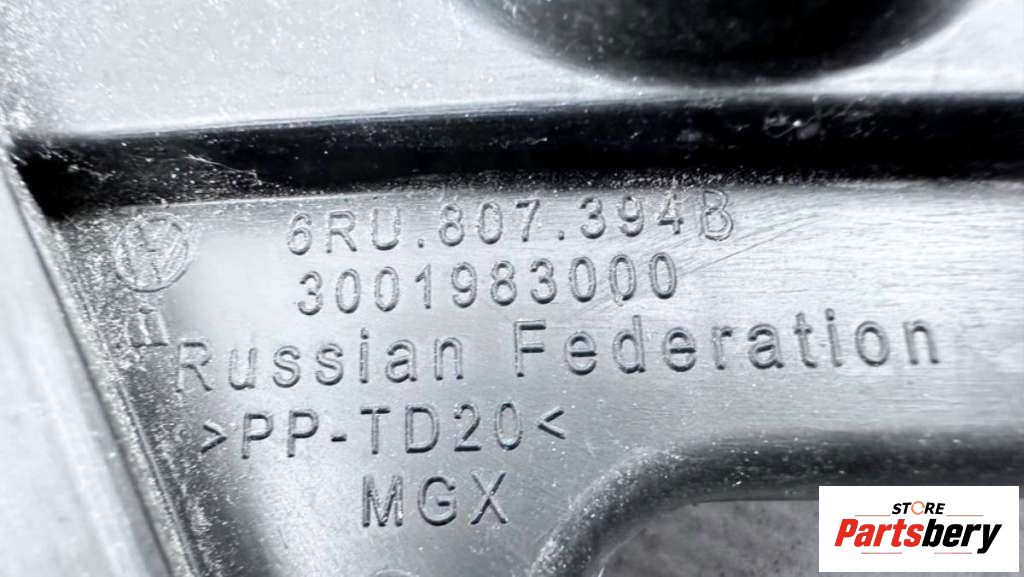 6RU.807.394B
3001983000
Russian Federation
>PP-TD20<
MGX
STORE
Partsbery